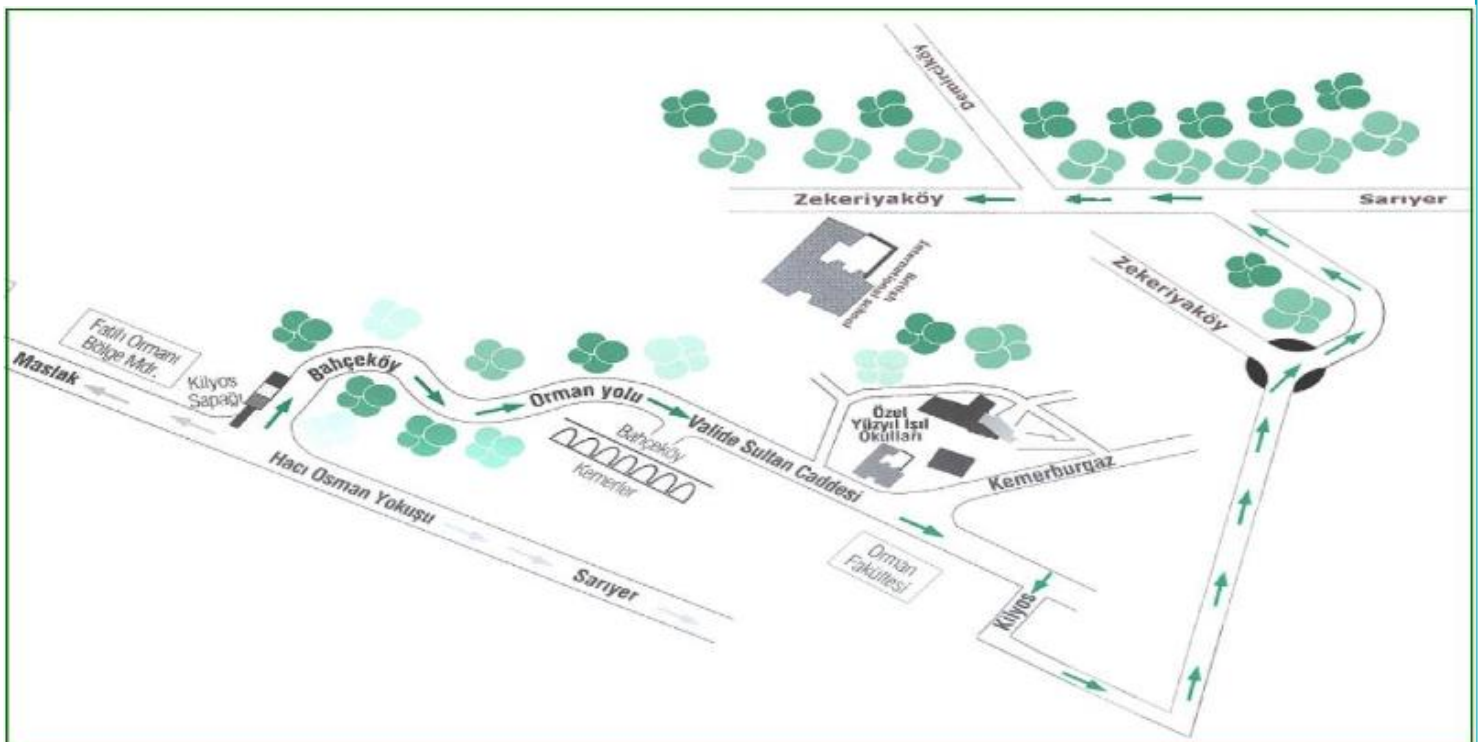 Demirciköy
Zekeriyaköy
Sarıyer
British
International school
Zekeriyaköy
Fatih Ormanı
Bölge Mdr.
Maslak
Kilyos
Sapağı
Bahçeköy
Orman yolu
Bahçeköy
Kemerler
Valide Sultan Caddesi
Özel
Yüzyıl Işıl
Okulları
Kemerburgaz
Hacı Osman Yokuşu
Sarıyer
Orman
Fakültesi
Kilyos